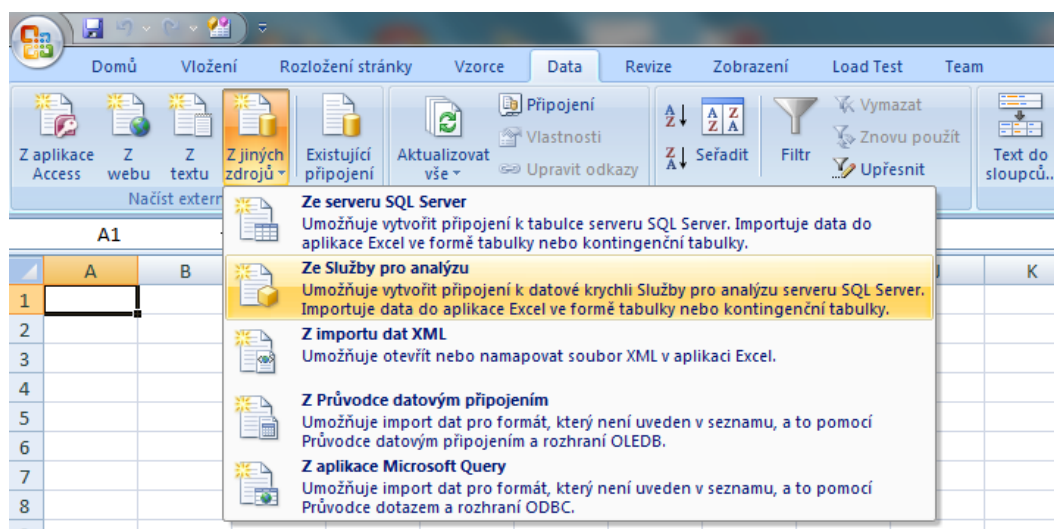 Domů Vložení Rozložení stránky Vzorce Data Revize Zobrazení Load Test Team
Z aplikace Access
Z webu
Z textu
Z jiných zdrojů
Existující připojení
Načíst extern
Aktualizovat vše
Připojení
Vlastnosti
Upravit odkazy
Seřadit
Filtr
Vymazat
Znovu použít
Upřesnit
Text do sloupců..
Ze serveru SQL Server
Umožňuje vytvořit připojení k tabulce serveru SQL Server. Importuje data do
aplikace Excel ve formě tabulky nebo kontingenční tabulky.
Ze Služby pro analýzu
Umožňuje vytvořit připojení k datové krychli Služby pro analýzu serveru SQL Server.
Importuje data do aplikace Excel ve formě tabulky nebo kontingenční tabulky.
Z importu dat XML
Umožňuje otevřít nebo namapovat soubor XML v aplikaci Excel.
Z Průvodce datovým připojením
Umožňuje import dat pro formát, který není uveden v seznamu, a to pomocí
Průvodce datovým připojením a rozhraní OLEDB.
Z aplikace Microsoft Query
Umožňuje import dat pro formát, který není uveden v seznamu, a to pomocí
Průvodce dotazem a rozhraní ODBC.
A1
A B K
1
2
3
4
5
6
7
8